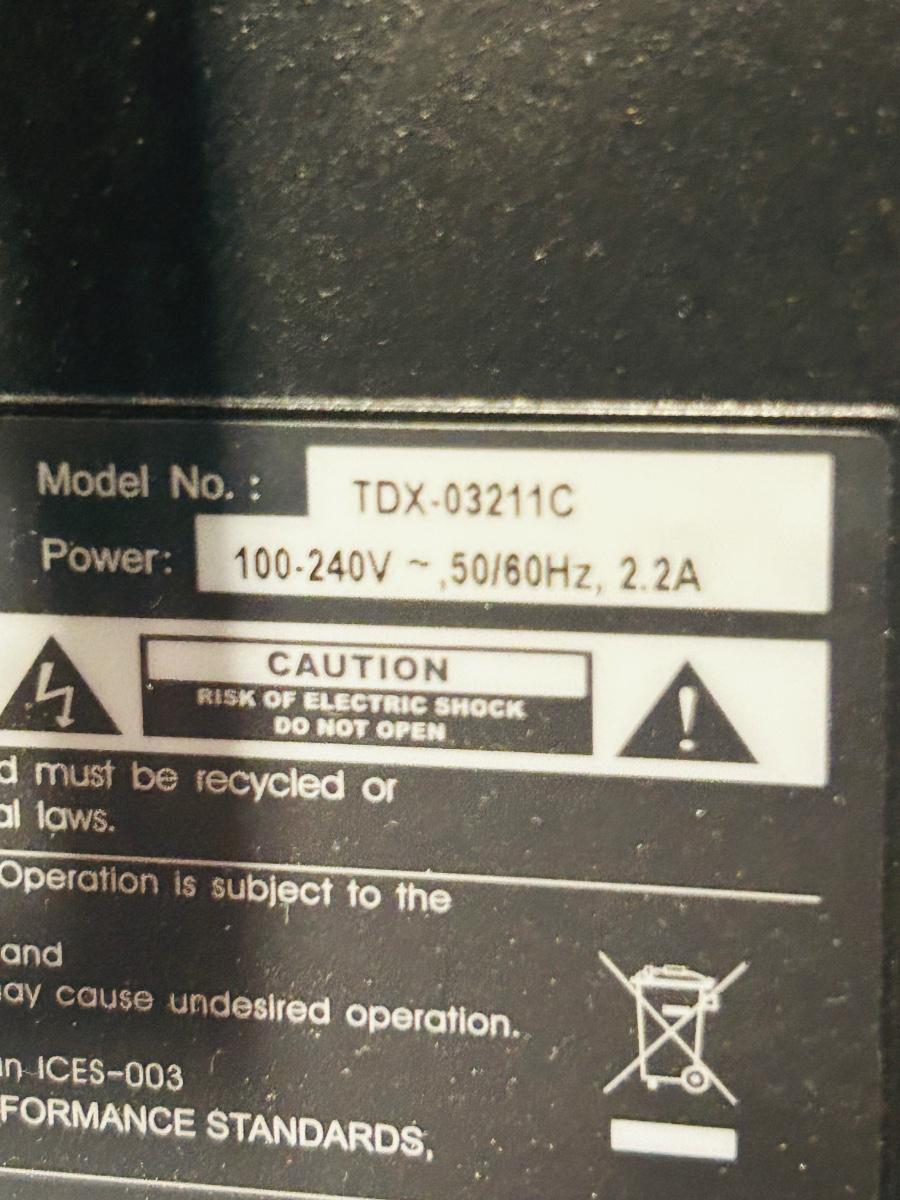 Model No. : TDX-03211C
Power: 100-240V ~ ,50/60Hz, 2.2A
CAUTION
RISK OF ELECTRIC SHOCK
DO NOT OPEN
d must be recycled or
al laws.
Operation is subject to the
and
ay cause undesired operation.
n ICES-003
FORMANCE STANDARDS,